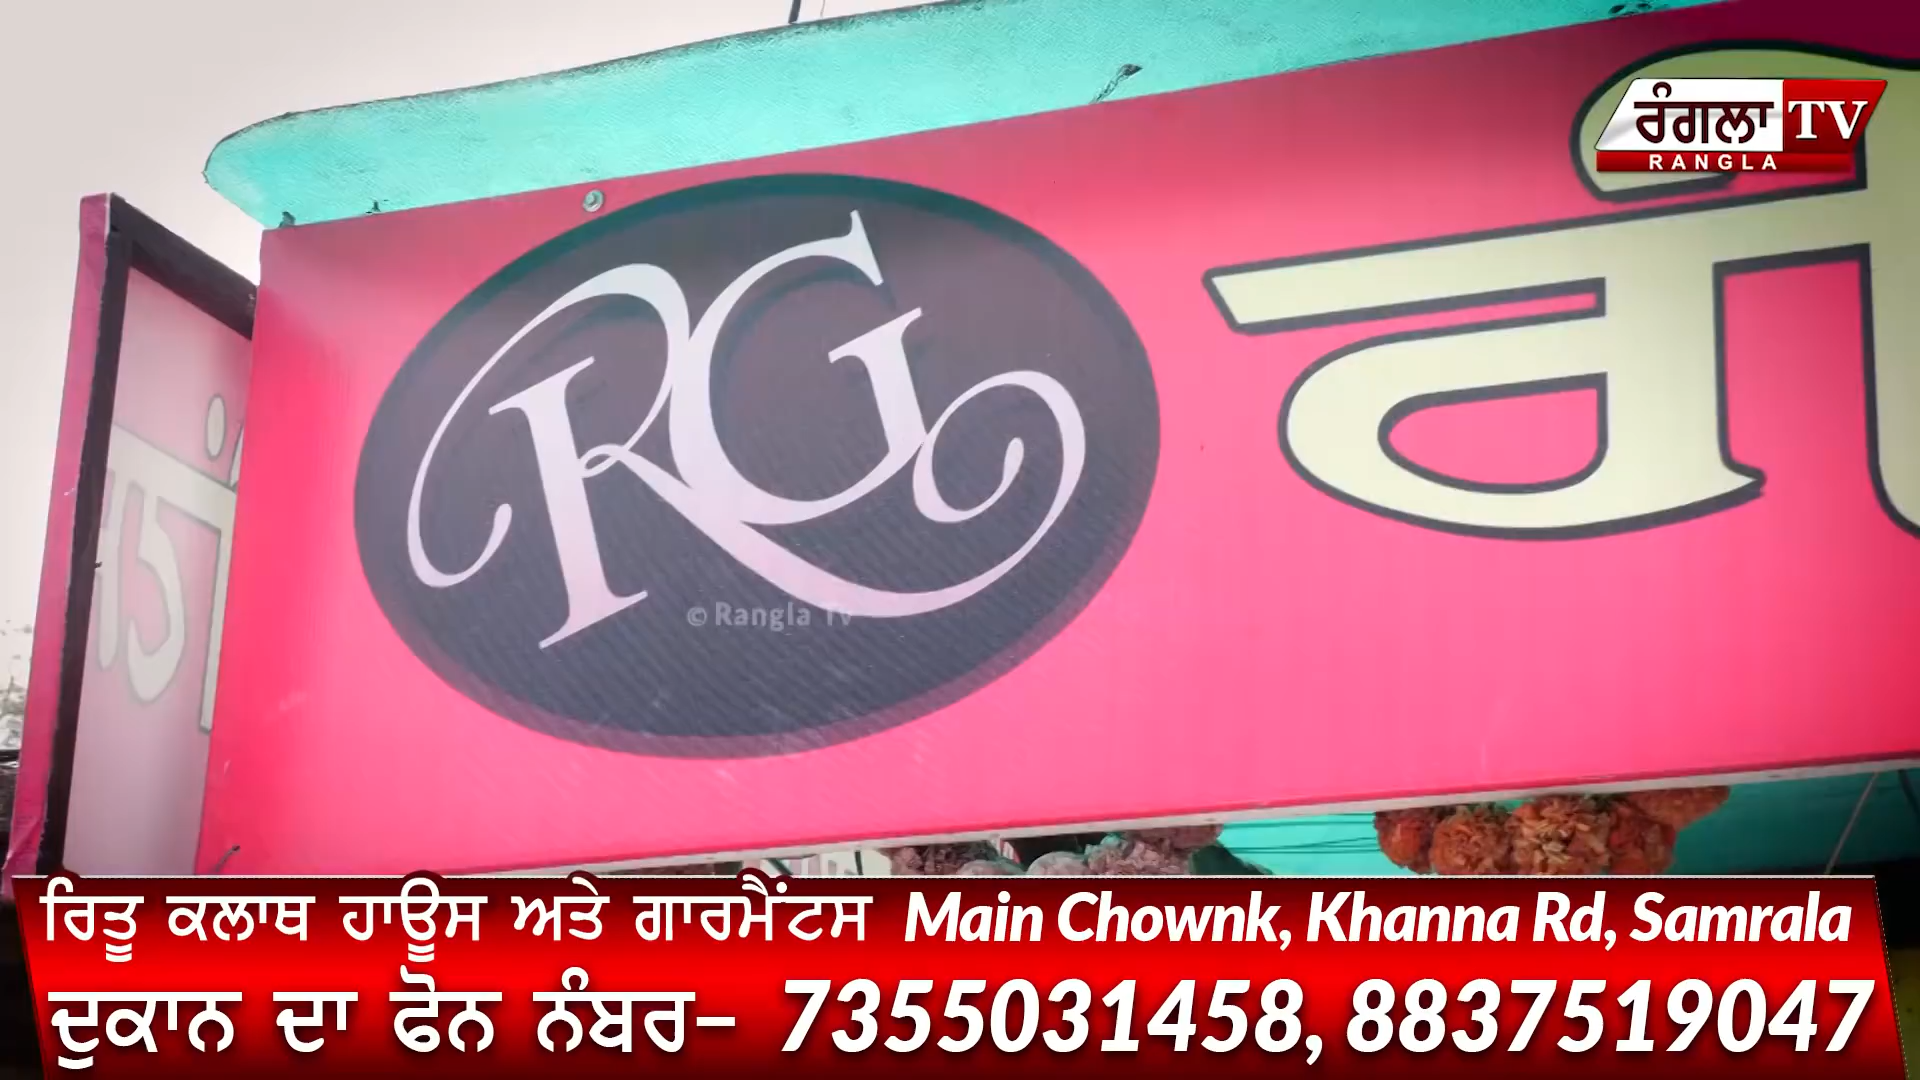 ਰੰਗਲਾ TV
RANGLA
RG
© Rangla Tv
ਰਿਤੂ ਕਲਾਥ ਹਾਊਸ ਅਤੇ ਗਾਰਮੈਂਟਸ Main Chownk, Khanna Rd, Samrala
ਦੁਕਾਨ ਦਾ ਫੋਨ ਨੰਬਰ– 7355031458, 8837519047